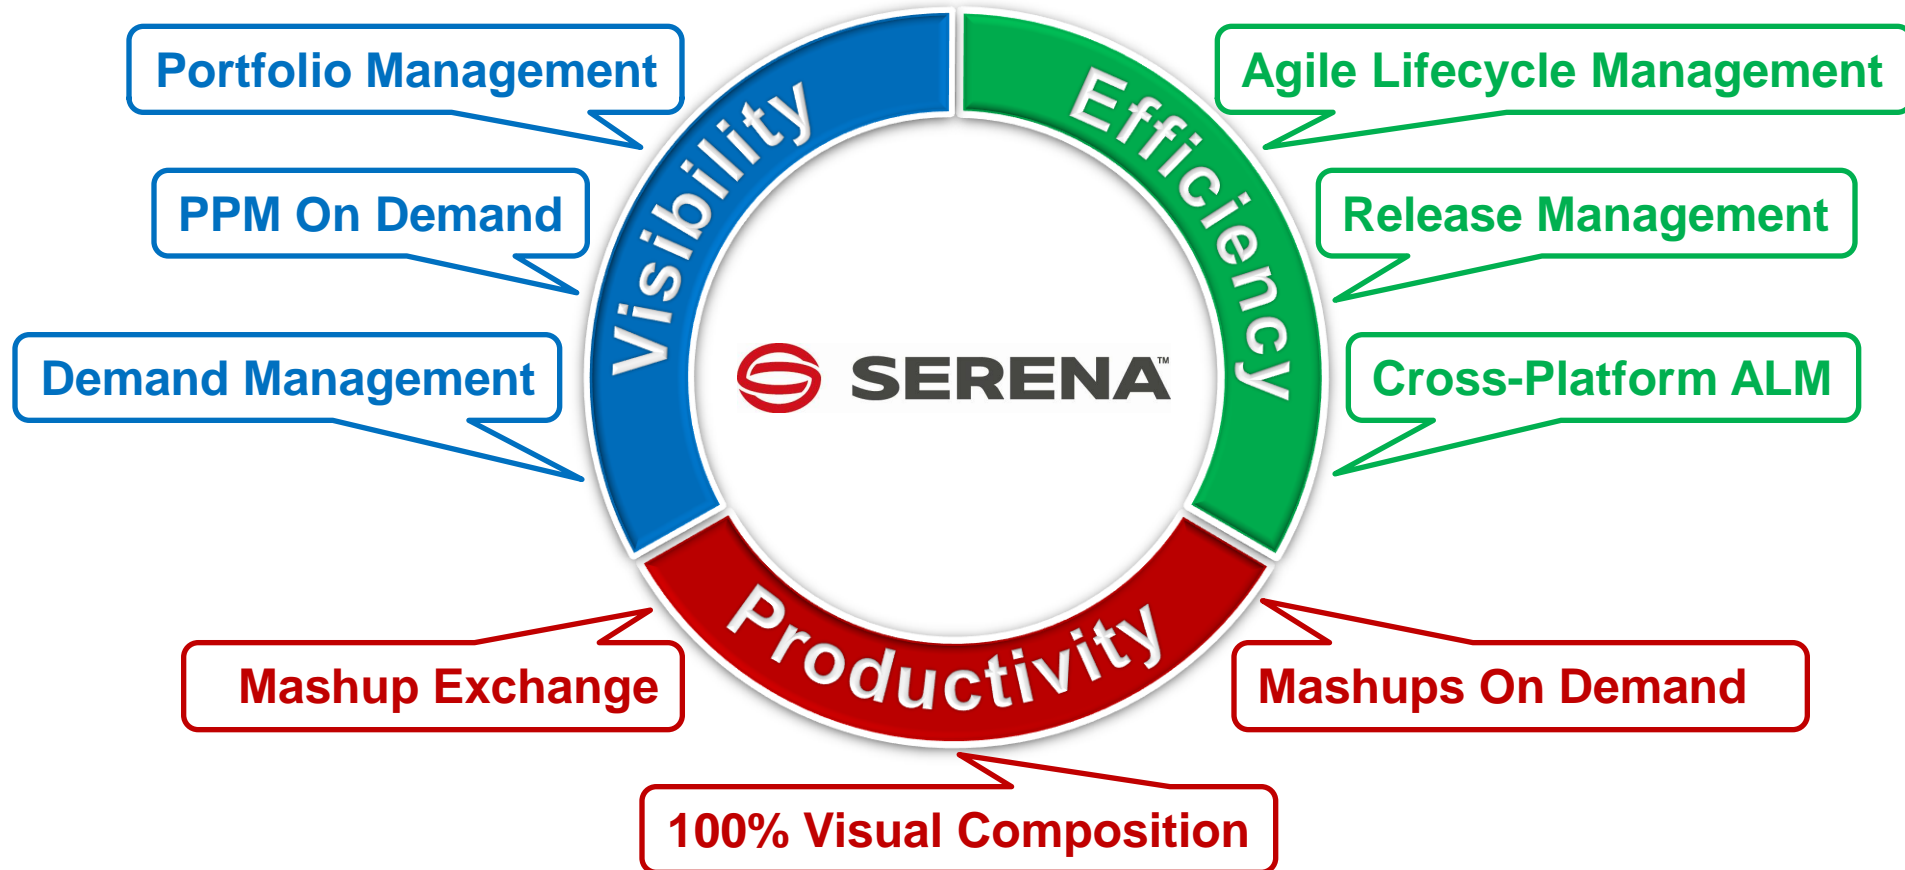 Portfolio Management
Agile Lifecycle Management
Visibility
Efficiency
PPM On Demand
Release Management
Demand Management
SERENA™
Cross-Platform ALM
Productivity
Mashup Exchange
Mashups On Demand
100% Visual Composition